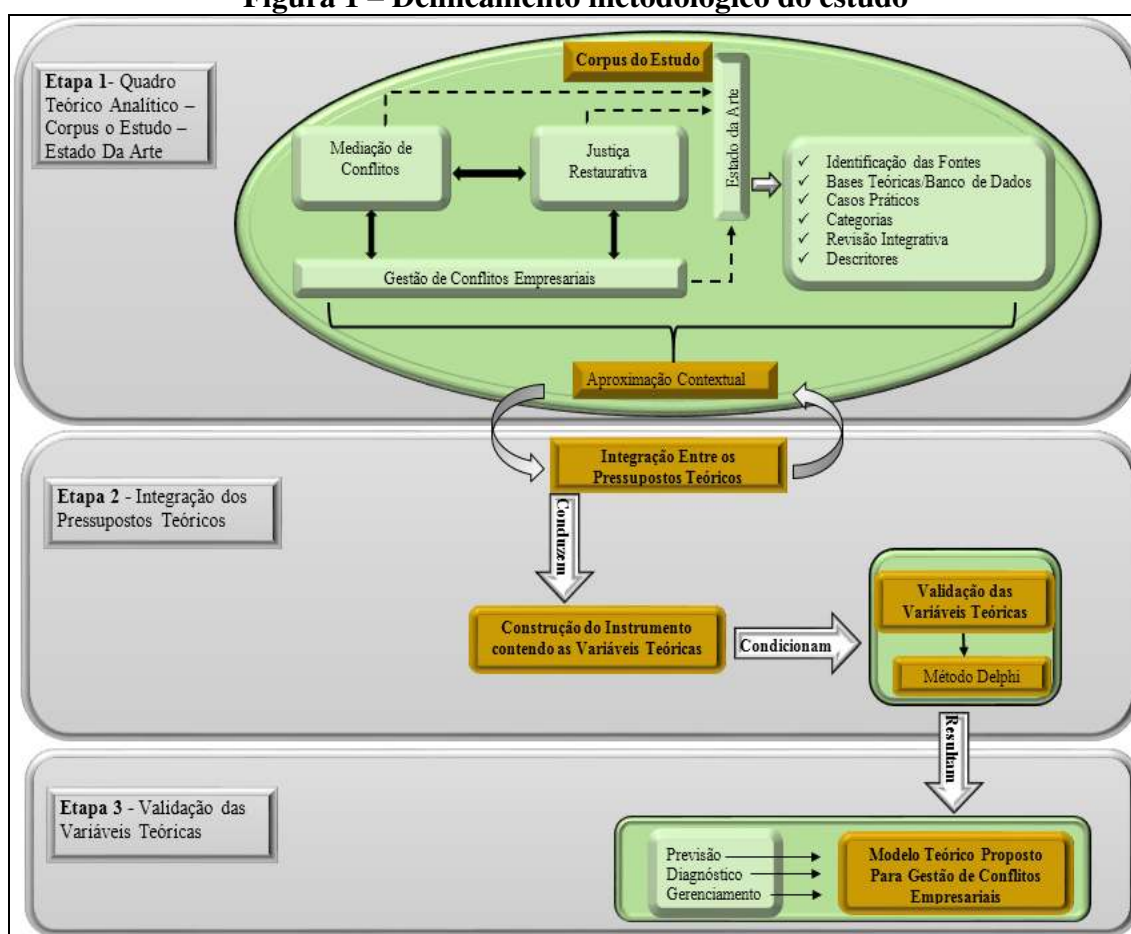 Figura 1 – Delineamento metodológico do estudo
Etapa 1- Quadro
Teórico Analítico –
Corpus o Estudo –
Estado Da Arte
Corpus do Estudo
Mediação de
Conflitos
Justiça
Restaurativa
Estado da Arte
Gestão de Conflitos Empresariais
✓ Identificação das Fontes
✓ Bases Teóricas/Banco de Dados
✓ Casos Práticos
✓ Categorias
✓ Revisão Integrativa
✓ Descritores
Aproximação Contextual
Etapa 2 - Integração dos
Pressupostos Teóricos
Integração Entre os
Pressupostos Teóricos
Conduzem
Construção do Instrumento
contendo as Variáveis Teóricas
Condicionam
Validação das
Variáveis Teóricas
Método Delphi
Resultam
Etapa 3 - Validação das
Variáveis Teóricas
Previsão
Diagnóstico
Gerenciamento
Modelo Teórico Proposto
Para Gestão de Conflitos
Empresariais